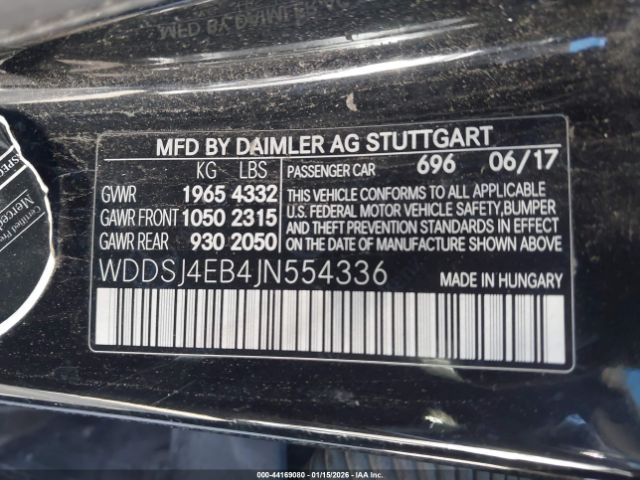 MFD BY DAIMLER AG STUTTGART
KG LBS
GVWR 1965 4332
GAWR FRONT 1050 2315
GAWR REAR 930 2050
PASSENGER CAR 696 06/17
THIS VEHICLE CONFORMS TO ALL APPLICABLE
U.S. FEDERAL MOTOR VEHICLE SAFETY, BUMPER
AND THEFT PREVENTION STANDARDS IN EFFECT
ON THE DATE OF MANUFACTURE SHOWN ABOVE.
WDDSJ4EB4JN554336
MADE IN HUNGARY
000-44169080 - 01/15/2026 - IAAI, Inc.